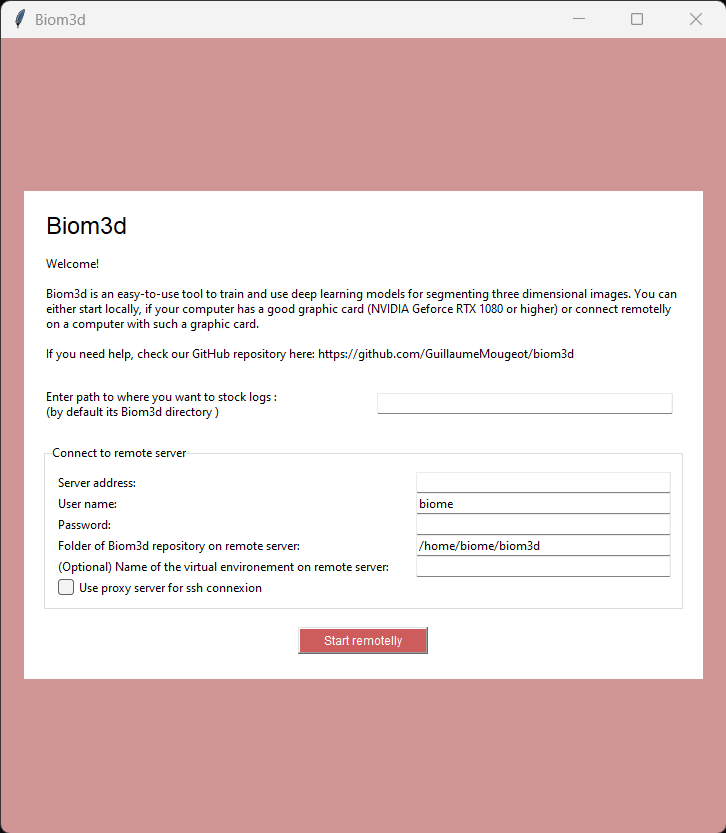 Biom3d
Biom3d
Welcome!
Biom3d is an easy-to-use tool to train and use deep learning models for segmenting three dimensional images. You can
either start locally, if your computer has a good graphic card (NVIDIA Geforce RTX 1080 or higher) or connect remotelly
on a computer with such a graphic card.
If you need help, check our GitHub repository here: https://github.com/GuillaumeMougeot/biom3d
Enter path to where you want to stock logs :
(by default its Biom3d directory )
Connect to remote server
Server address:
User name: biome
Password:
Folder of Biom3d repository on remote server: /home/biome/biom3d
(Optional) Name of the virtual environement on remote server:
Use proxy server for ssh connexion
Start remotelly